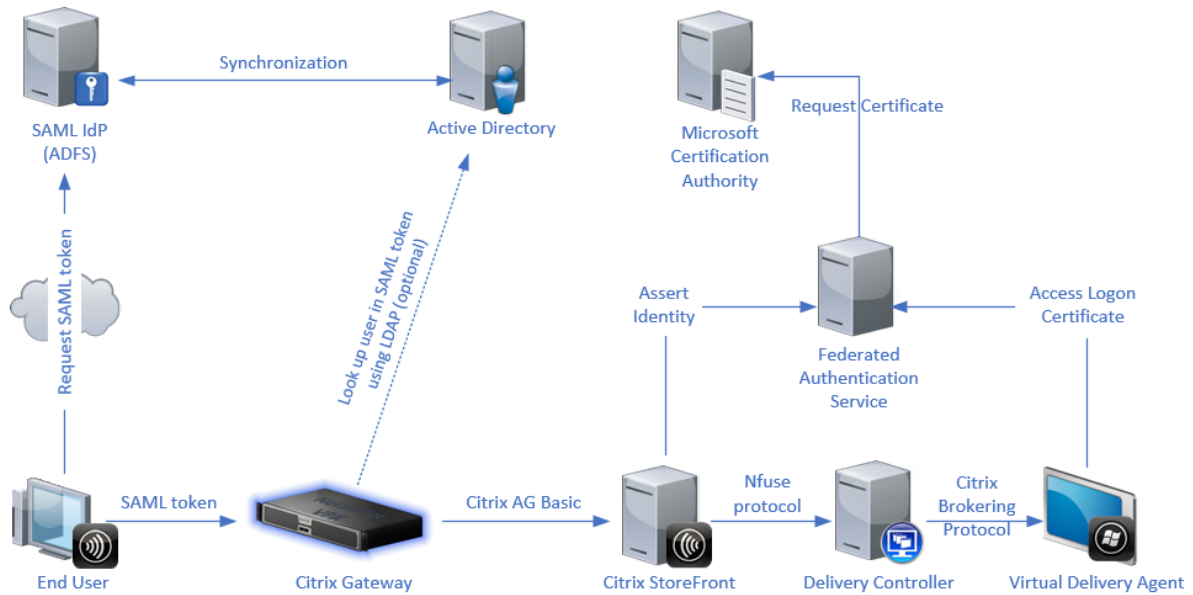 Synchronization
SAML IdP
(ADFS)
Active Directory
Request Certificate
Microsoft
Certification
Authority
Request SAML token
Look up user in SAML token
using LDAP (optional)
Assert
Identity
Access Logon
Certificate
Federated
Authentication
Service
SAML token
Citrix AG Basic
Nfuse
protocol
Citrix
Brokering
Protocol
End User
Citrix Gateway
Citrix StoreFront
Delivery Controller
Virtual Delivery Agent